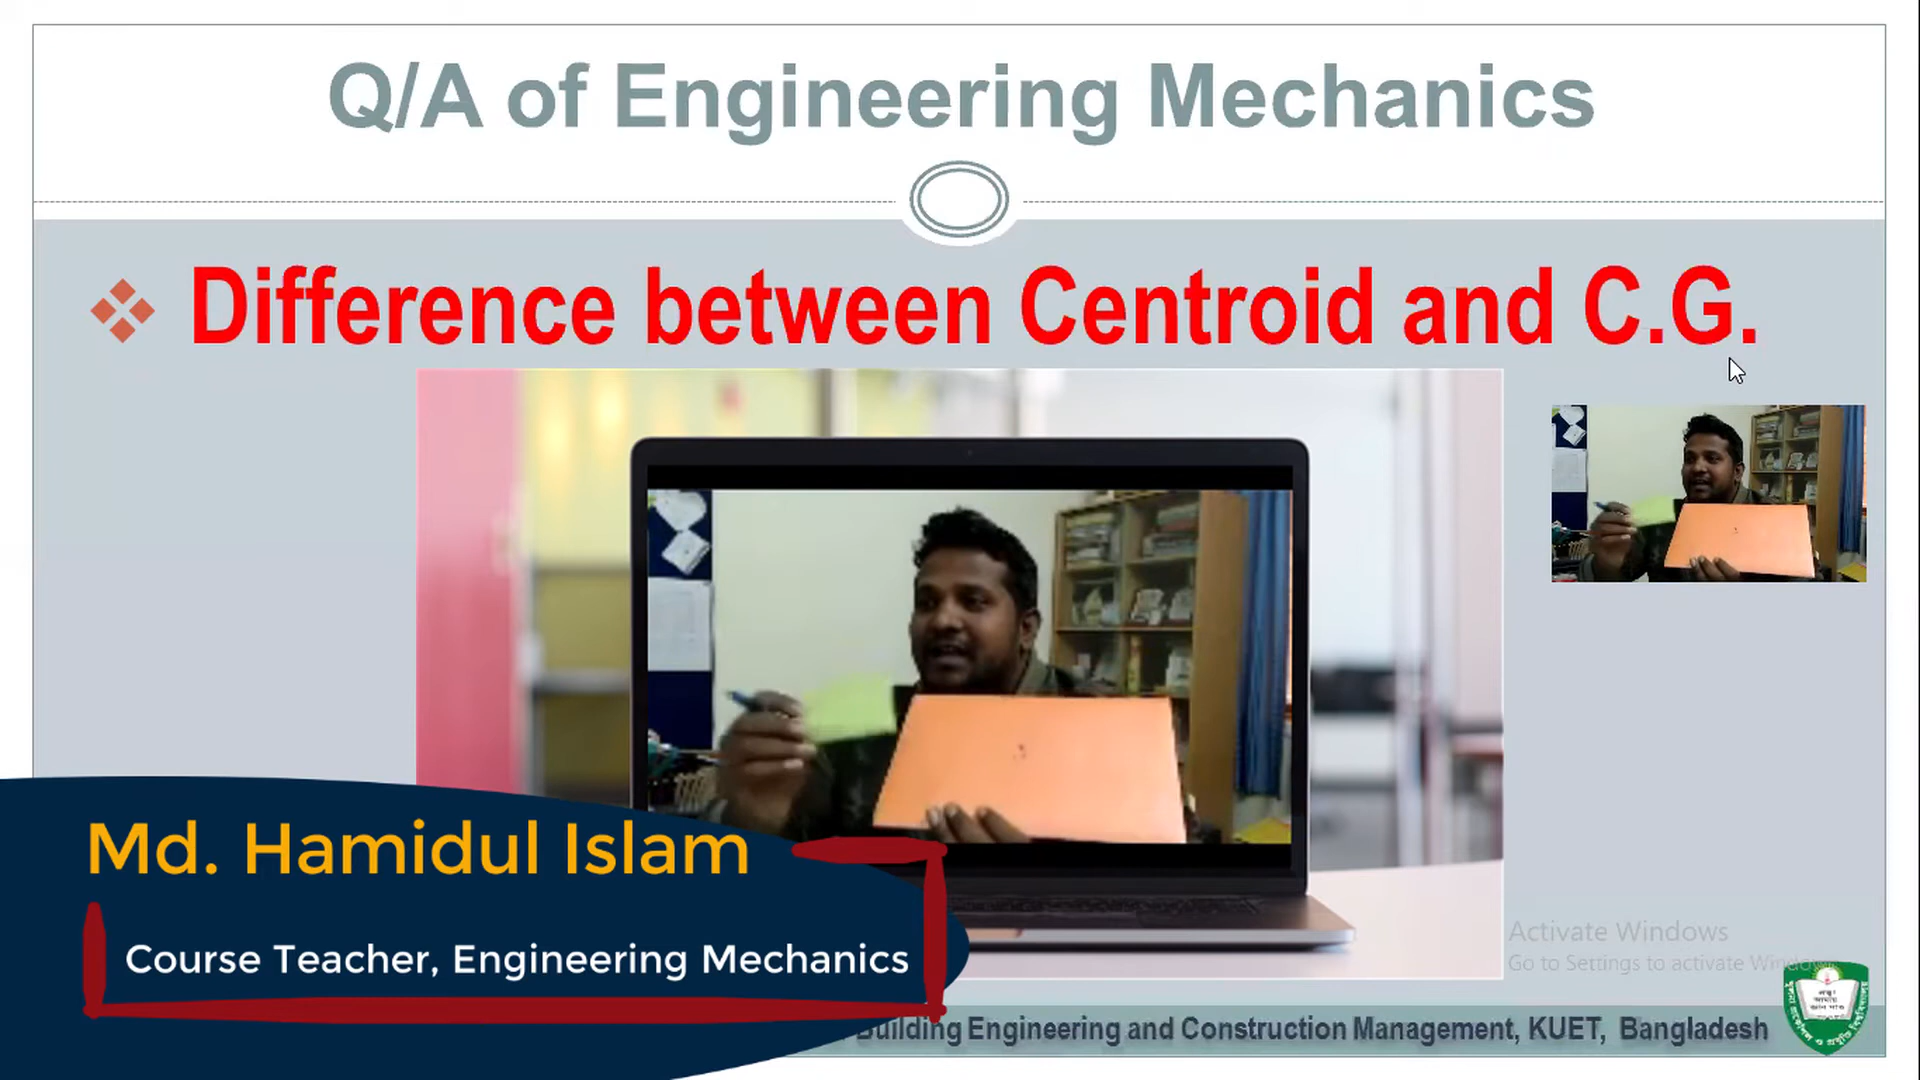 Q/A of Engineering Mechanics
Difference between Centroid and C.G.
Md. Hamidul Islam
Course Teacher, Engineering Mechanics
Activate Windows
Go to Settings to activate Windows
Building Engineering and Construction Management, KUET, Bangladesh